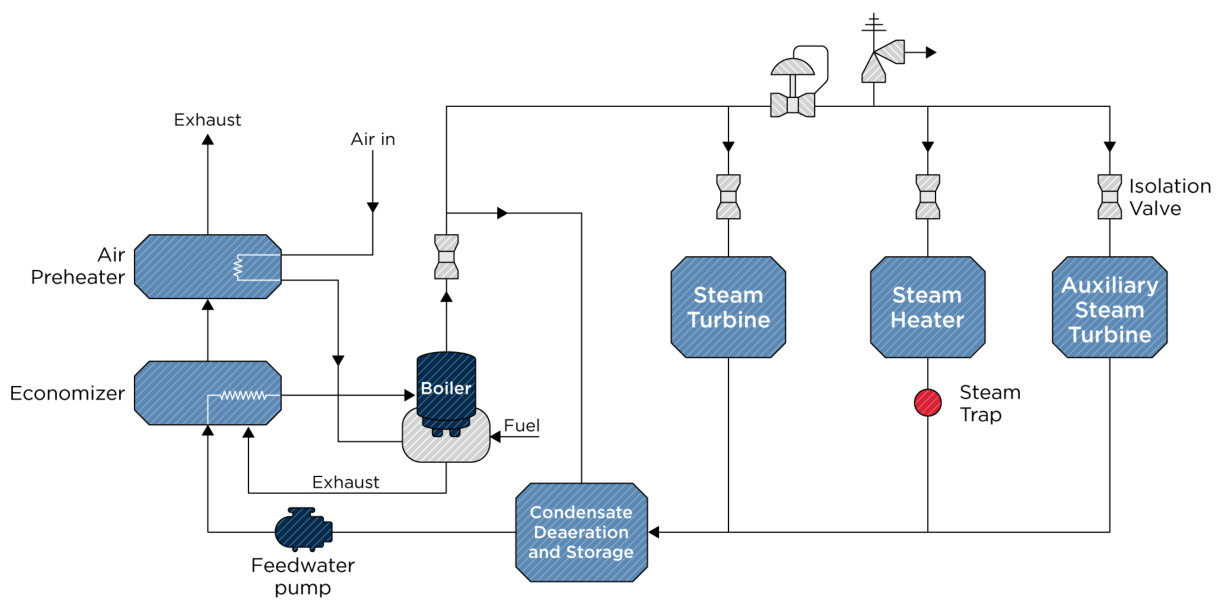 Exhaust
Air in
Isolation
Valve
Air
Preheater
Steam
Turbine
Steam
Heater
Auxiliary
Steam
Turbine
Economizer
Boiler
Steam
Trap
Fuel
Exhaust
Condensate
Deaeration
and Storage
Feedwater
pump